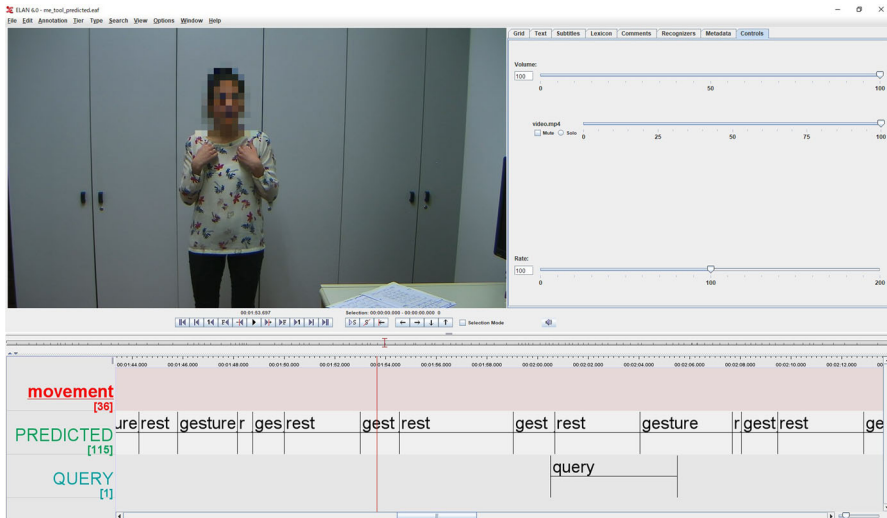 ELAN 6.0 - me_tool_predicted.eaf
File Edit Annotation Tier Type Search View Options Window Help
Grid Text Subtitles Lexicon Comments Recognizers Metadata Controls
Volume:
100
0 50 100
video.mp4
Mute Solo 0 25 50 75 100
Rate:
100
0 100 200
00:01:53.697 Selection: 00:00:00.000 - 00:00:00.000 0
Selection Mode
00:01:44.000 00:01:46.000 00:01:48.000 00:01:50.000 00:01:52.000 00:01:54.000 00:01:56.000 00:01:58.000 00:02:00.000 00:02:02.000 00:02:04.000 00:02:06.000 00:02:08.000 00:02:10.000 00:02:12.000 00:
movement
[36]
PREDICTED ure rest gesture r ges rest gest rest gest rest gesture r gest rest ge
[115]
QUERY query
[1]